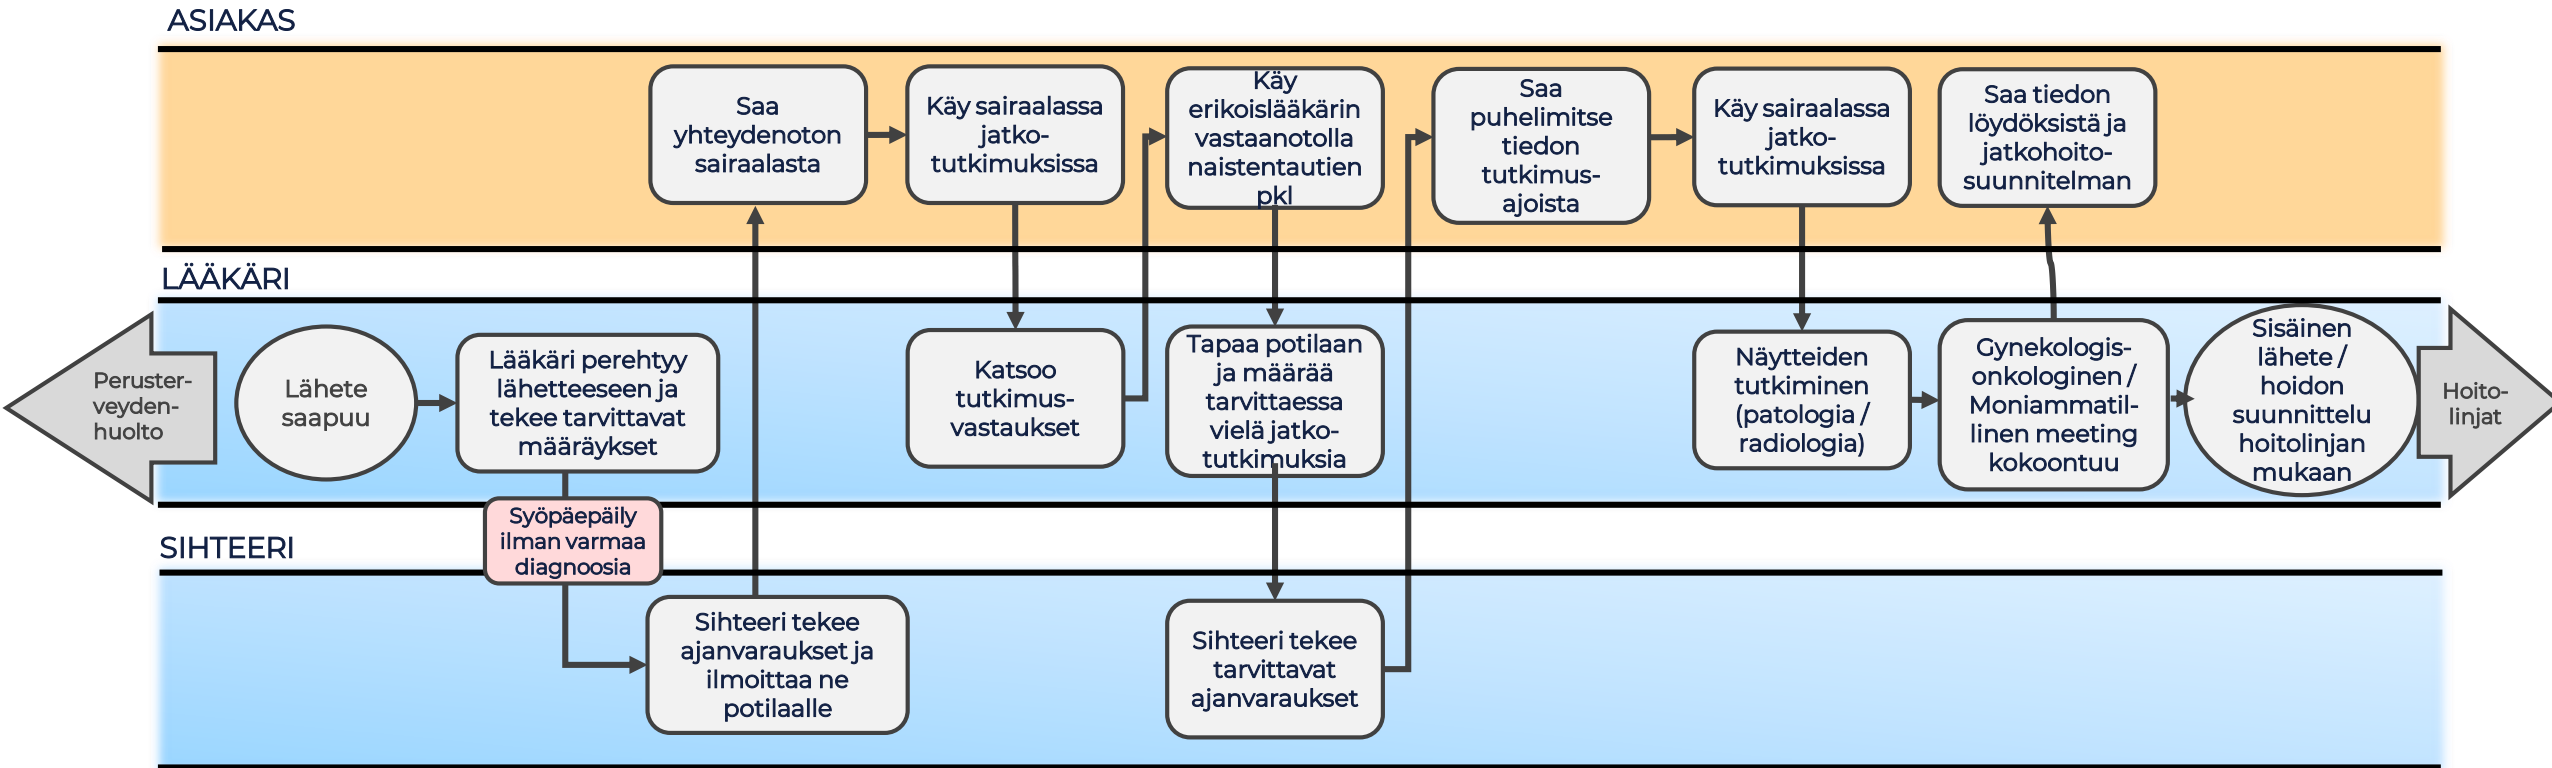 ASIAKAS
Saa
yhteydenoton
sairaalasta
Käy sairaalassa
jatko-
tutkimuksissa
Käy
erikoislääkärin
vastaanotolla
naistentautien
pkl
Saa
puhelimitse
tiedon
tutkimus-
ajoista
Käy sairaalassa
jatko-
tutkimuksissa
Saa tiedon
löydöksistä ja
jatkohoito-
suunnitelman
LÄÄKÄRI
Peruster-
veyden-
huolto
Lähete
saapuu
Lääkäri perehtyy
lähetteeseen ja
tekee tarvittavat
määräykset
Katsoo
tutkimus-
vastaukset
Tapaa potilaan
ja määrää
tarvittaessa
vielä jatko-
tutkimuksia
Näytteiden
tutkiminen
(patologia /
radiologia)
Gynekologis-
onkologinen /
Moniammatil-
linen meeting
kokoontuu
Sisäinen
lähete /
hoidon
suunnittelu
hoitolinjan
mukaan
Hoito-
linjat
Syöpäepäily
ilman varmaa
diagnoosia
SIHTEERI
Sihteeri tekee
ajanvaraukset ja
ilmoittaa ne
potilaalle
Sihteeri tekee
tarvittavat
ajanvaraukset